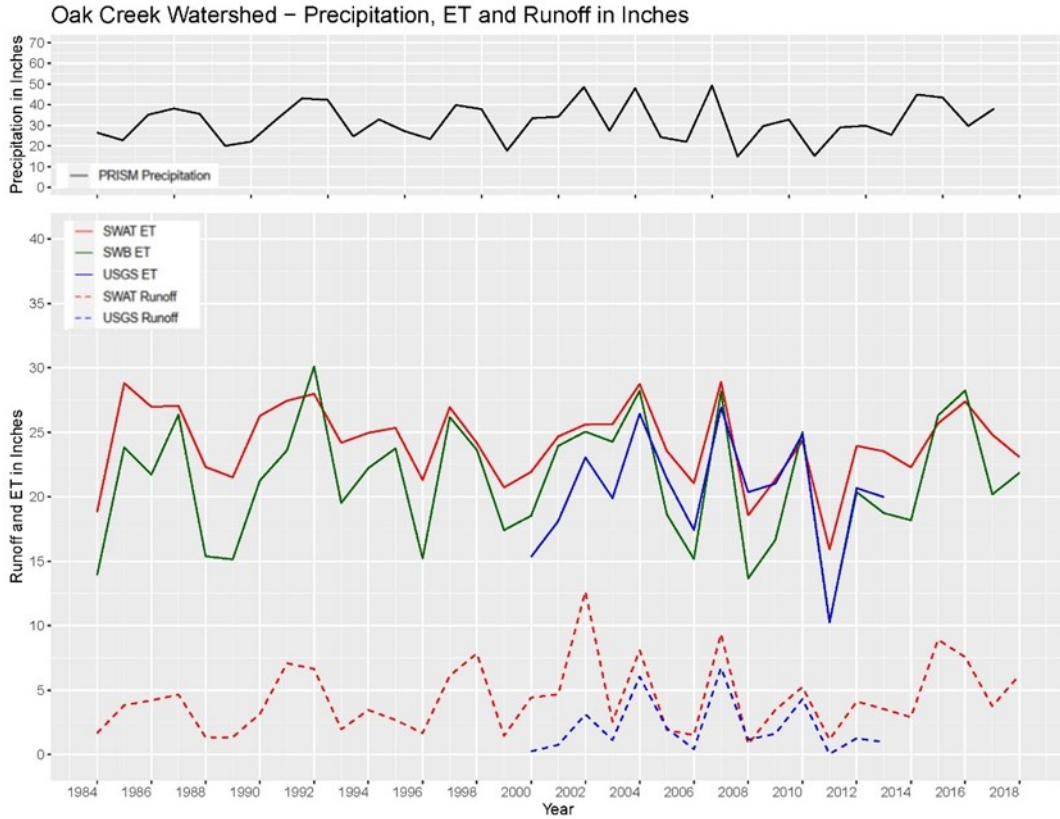 Oak Creek Watershed − Precipitation, ET and Runoff in Inches
Precipitation in Inches
70
60
50
40
30
20
10
0
PRISM Precipitation
Runoff and ET in Inches
40
35
30
25
20
15
10
5
0
SWAT ET
SWB ET
USGS ET
SWAT Runoff
USGS Runoff
1984 1986 1988 1990 1992 1994 1996 1998 2000 2002 2004 2006 2008 2010 2012 2014 2016 2018
Year